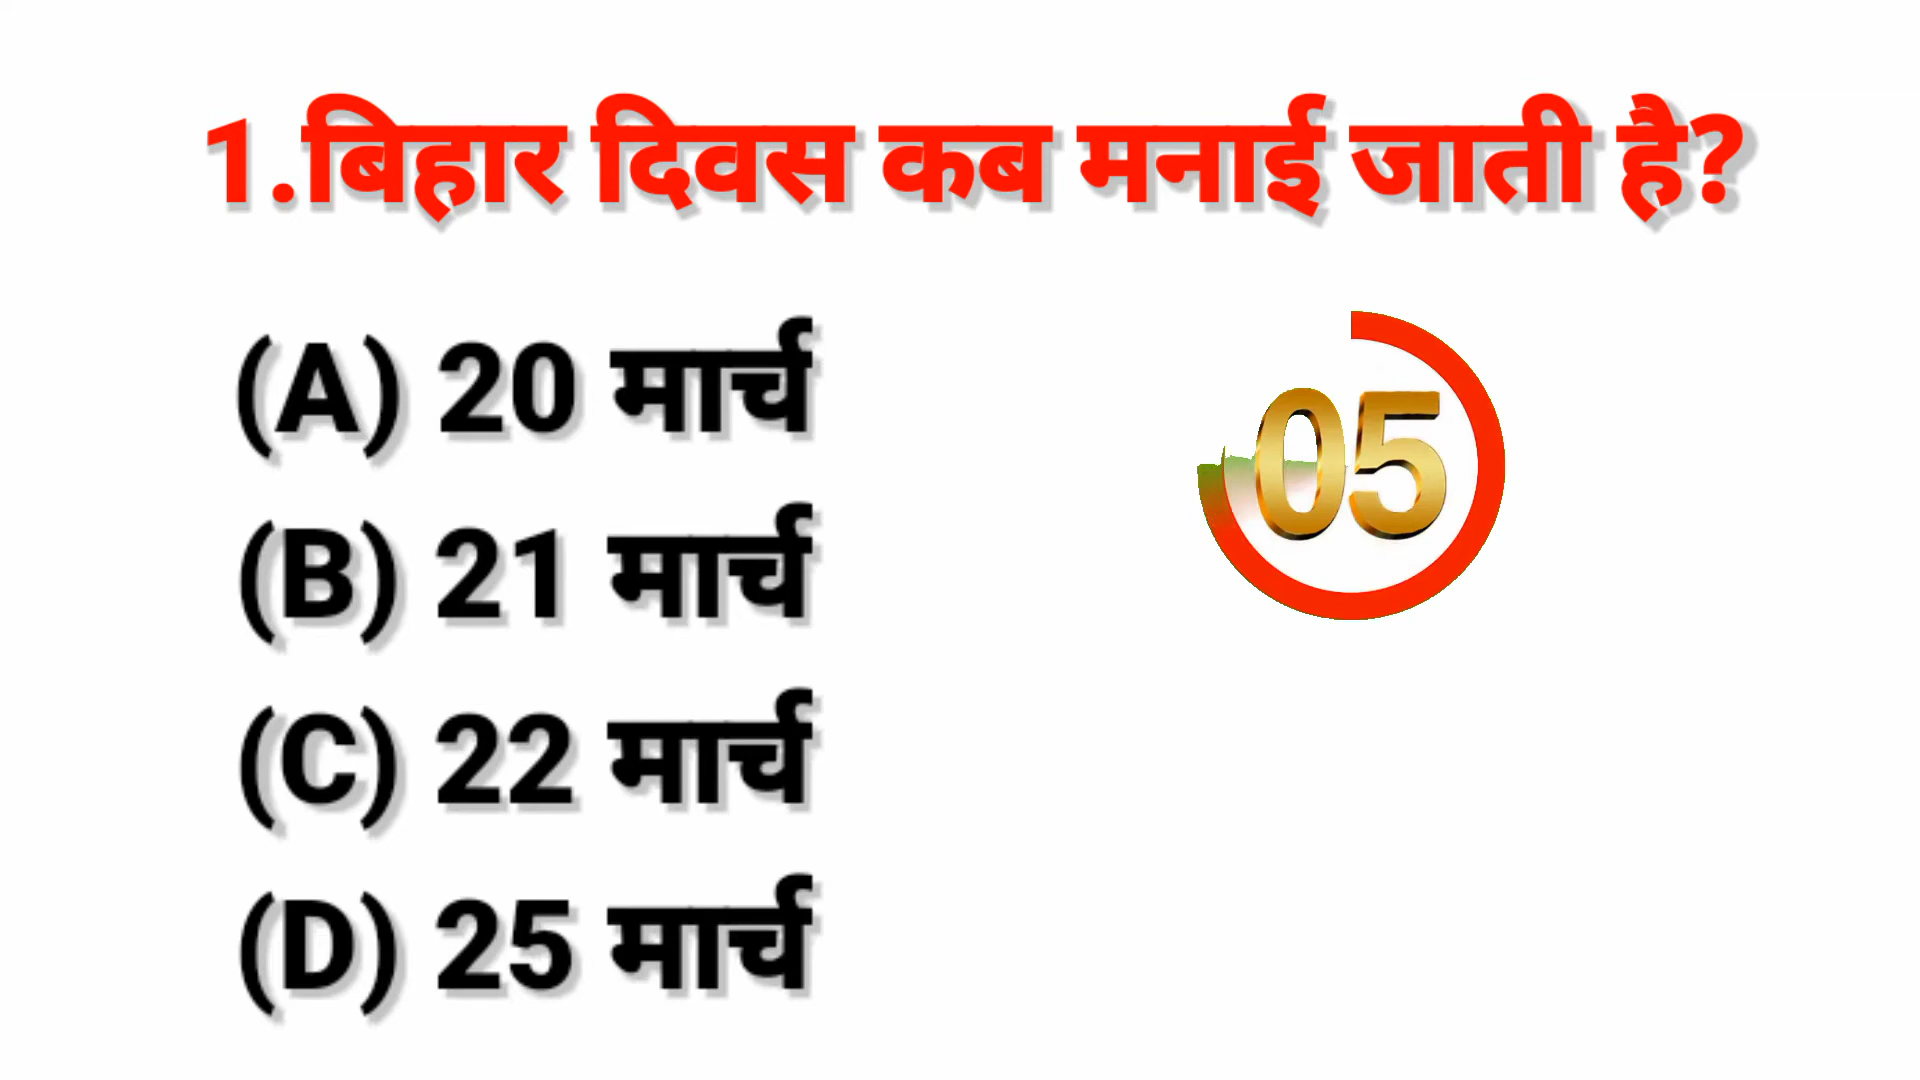 1.बिहार दिवस कब मनाई जाती है?
(A) 20 मार्च
05
(B) 21 मार्च
(C) 22 मार्च
(D) 25 मार्च